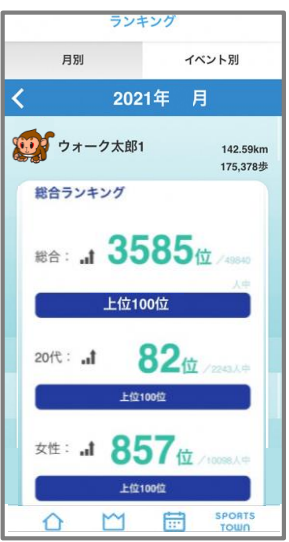 ランキング
月別
イベント別
2021年 月
ウォーク太郎1
142.59km
175,378歩
総合ランキング
総合： 3585位 / 49840
人中
上位100位
20代： 82位 / 2243人中
上位100位
女性： 857位 / 10098人中
上位100位
SPORTS
TOWN